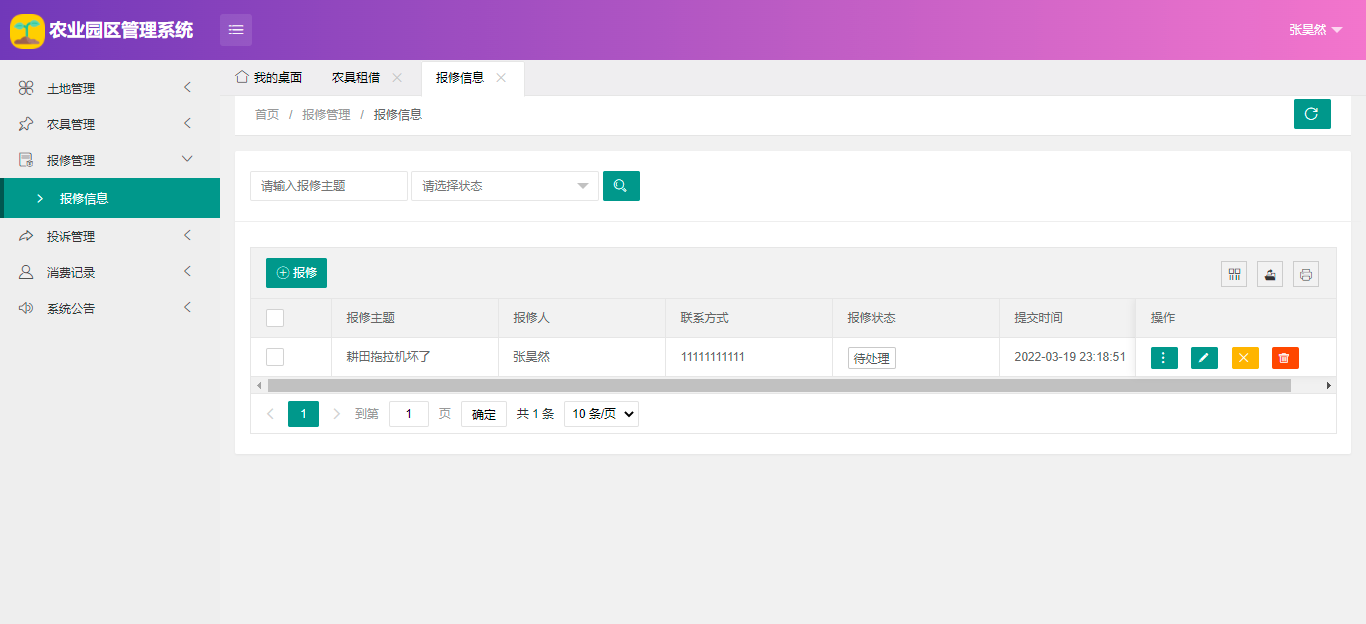 农业园区管理系统
张昊然
土地管理
农具管理
报修管理
报修信息
投诉管理
消费记录
系统公告
我的桌面 农具租借 报修信息
首页 / 报修管理 / 报修信息
请输入报修主题 请选择状态
报修
报修主题 报修人 联系方式 报修状态 提交时间 操作
耕田拖拉机坏了 张昊然 11111111111 待处理 2022-03-19 23:18:51
1 到第 1 页 确定 共 1 条 10 条/页